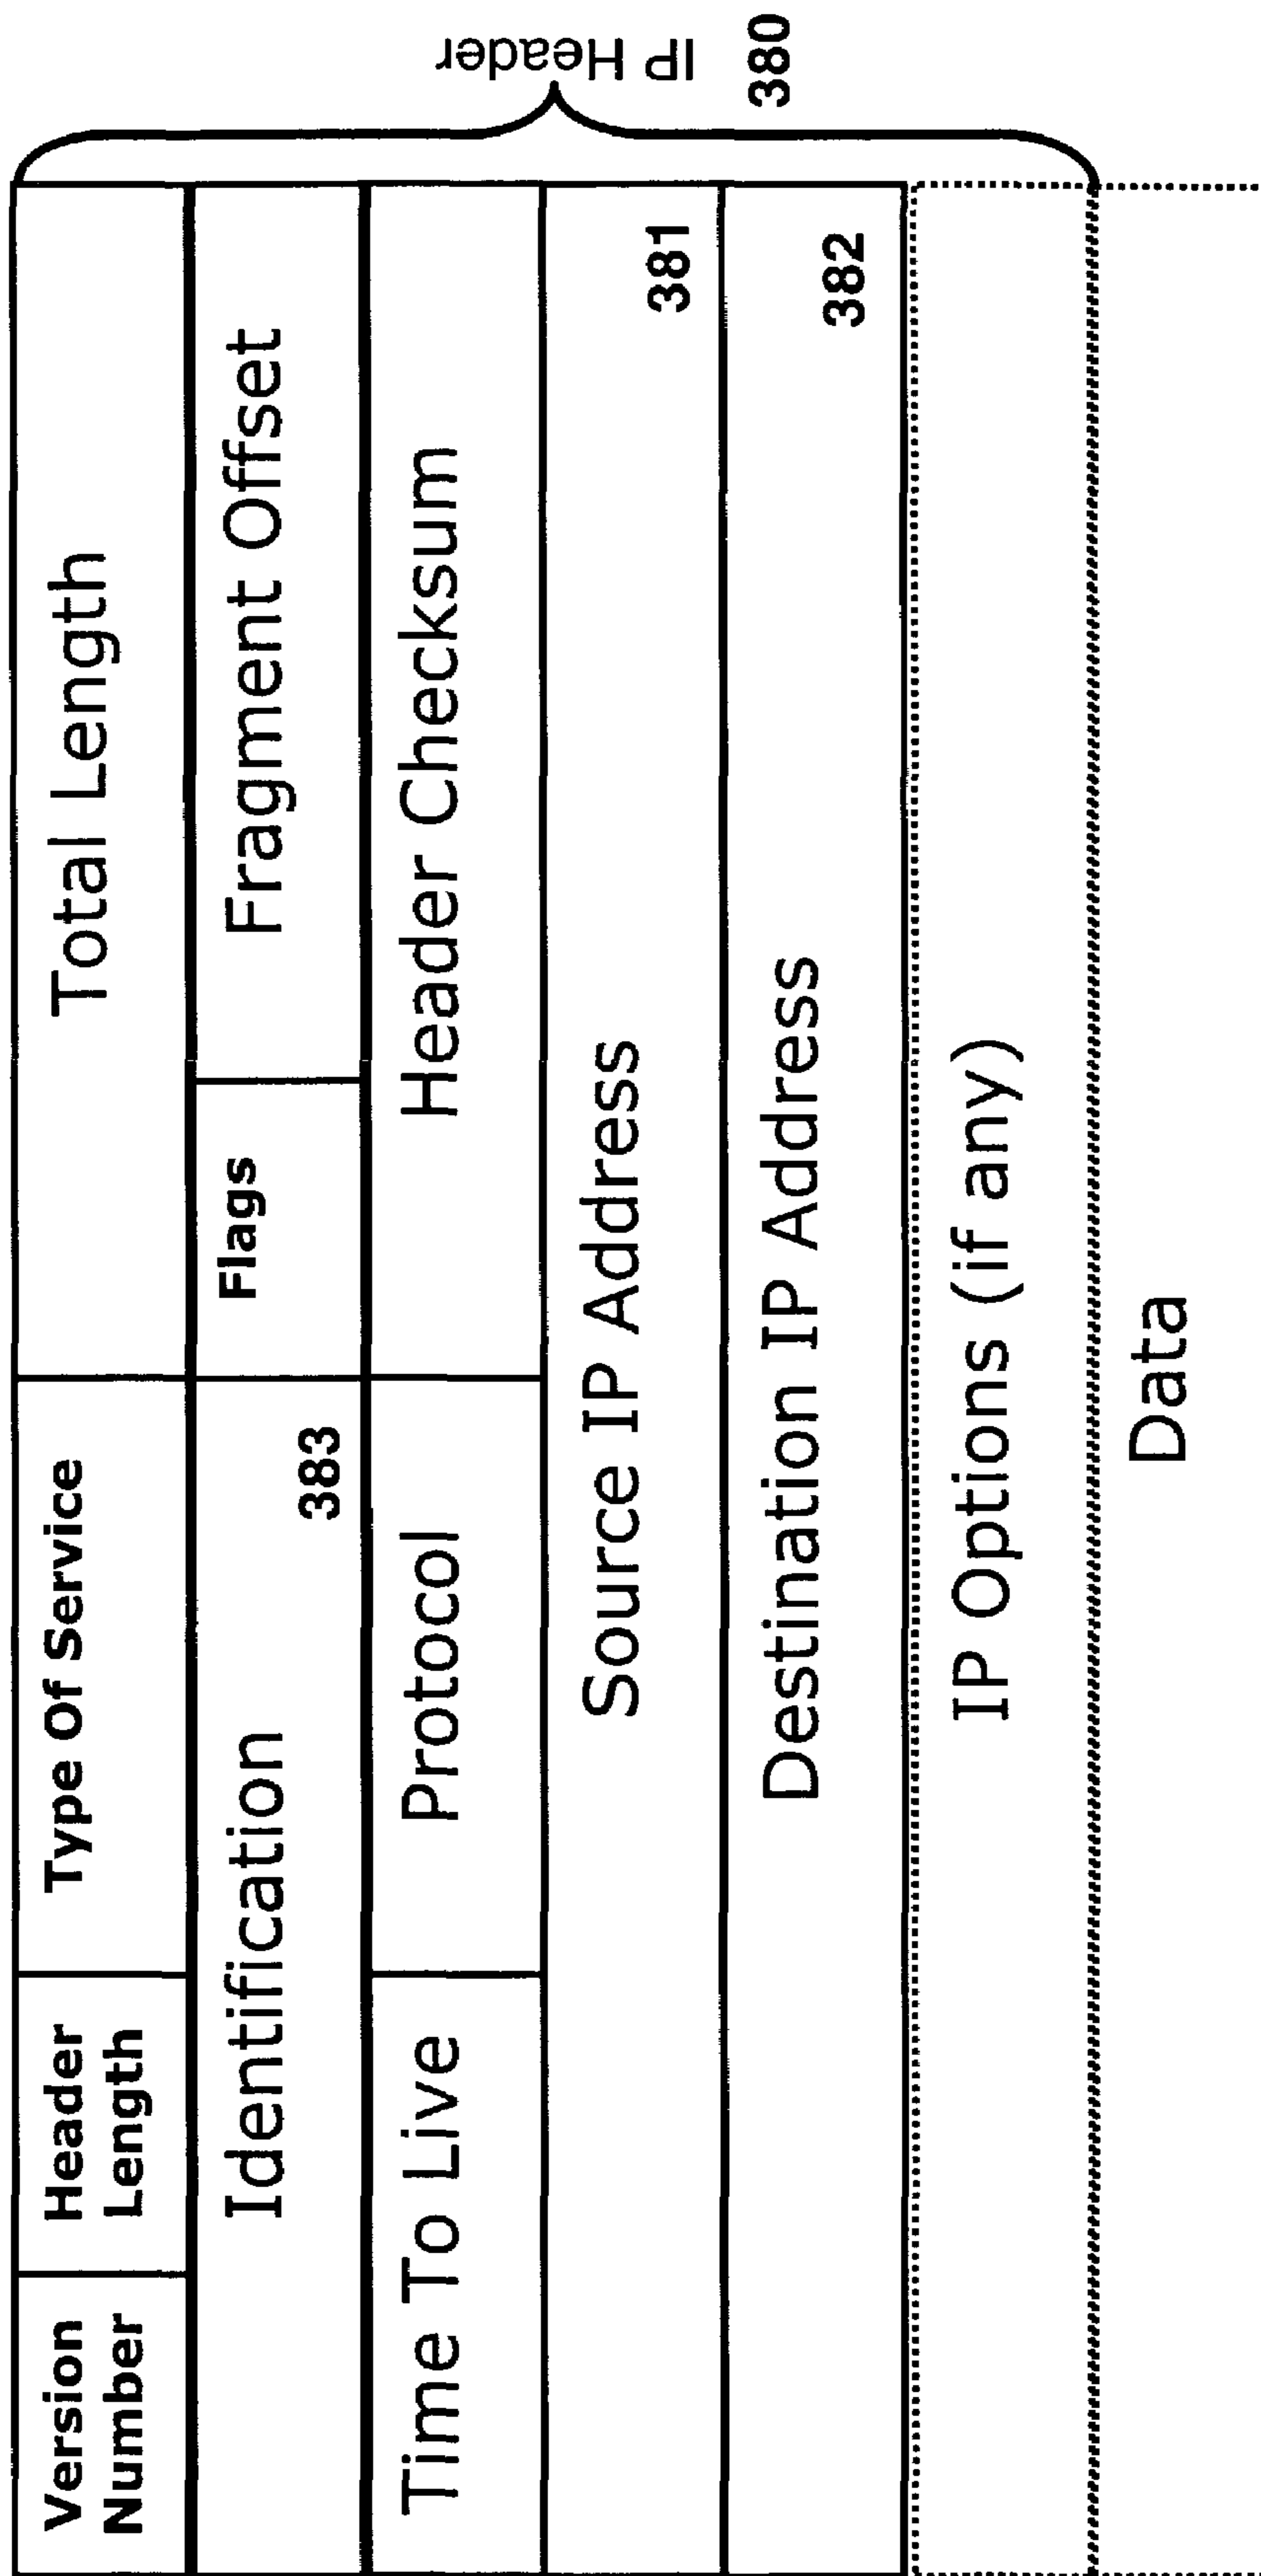 Version
Number
Header
Length
Type Of Service
Total Length
Identification
383
Flags
Fragment Offset
Time To Live
Protocol
Header Checksum
Source IP Address
381
Destination IP Address
382
IP Options (if any)
Data
IP Header
380